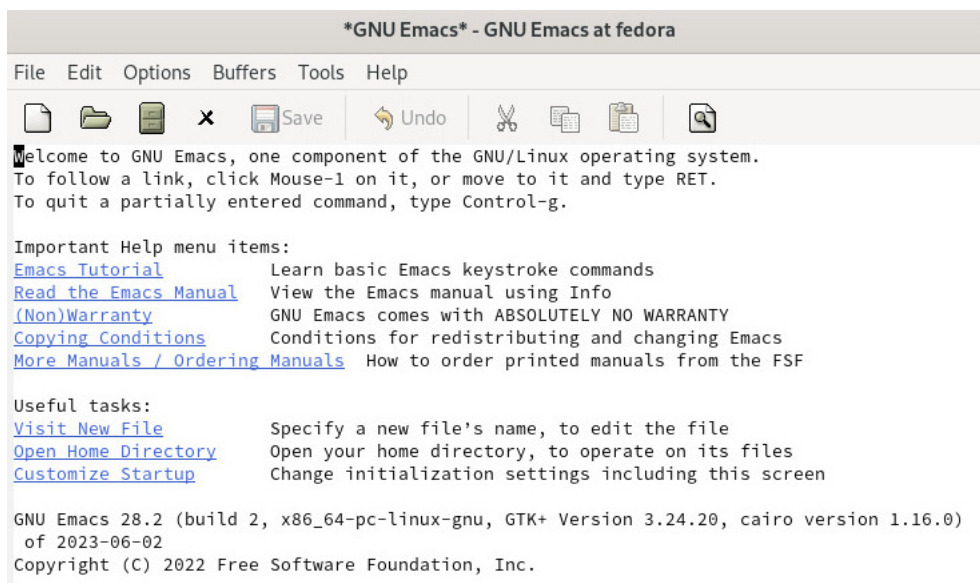 *GNU Emacs* - GNU Emacs at fedora
File Edit Options Buffers Tools Help
Save Undo
Welcome to GNU Emacs, one component of the GNU/Linux operating system.
To follow a link, click Mouse-1 on it, or move to it and type RET.
To quit a partially entered command, type Control-g.
Important Help menu items:
Emacs Tutorial Learn basic Emacs keystroke commands
Read the Emacs Manual View the Emacs manual using Info
(Non)Warranty GNU Emacs comes with ABSOLUTELY NO WARRANTY
Copying Conditions Conditions for redistributing and changing Emacs
More Manuals / Ordering Manuals How to order printed manuals from the FSF
Useful tasks:
Visit New File Specify a new file's name, to edit the file
Open Home Directory Open your home directory, to operate on its files
Customize Startup Change initialization settings including this screen
GNU Emacs 28.2 (build 2, x86_64-pc-linux-gnu, GTK+ Version 3.24.20, cairo version 1.16.0)
of 2023-06-02
Copyright (C) 2022 Free Software Foundation, Inc.